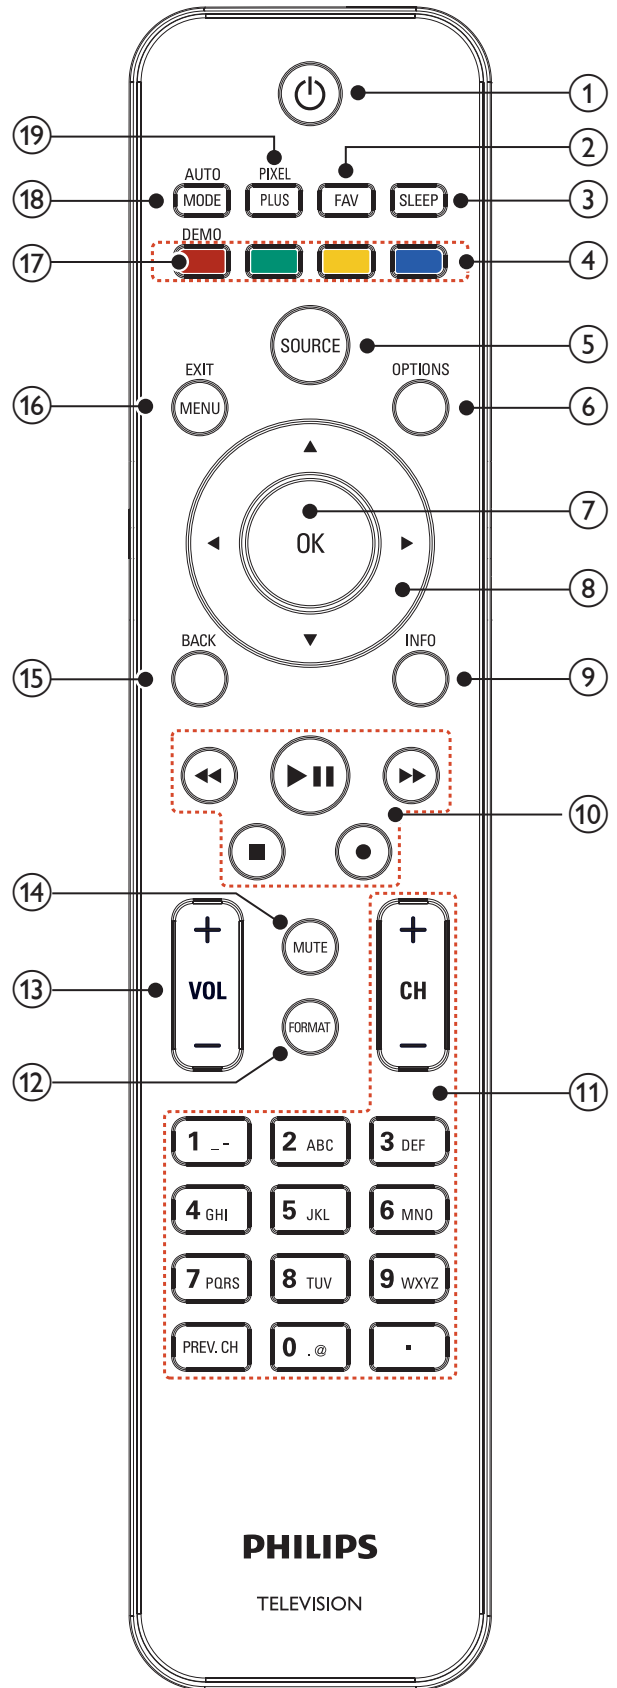 ①
⑲
②
AUTO PIXEL
MODE PLUS FAV SLEEP
⑱ ③
DEMO
⑰ ④
SOURCE
⑤
EXIT OPTIONS
MENU
⑯ ⑥
⑦
OK
⑧
BACK INFO
⑮ ⑨
⑩
⑭
+ +
MUTE
⑬ VOL CH
FORMAT
− −
⑫ ⑪
1 _- 2 ABC 3 DEF
4 GHI 5 JKL 6 MNO
7 PQRS 8 TUV 9 WXYZ
PREV. CH 0 .@ .
PHILIPS
TELEVISION